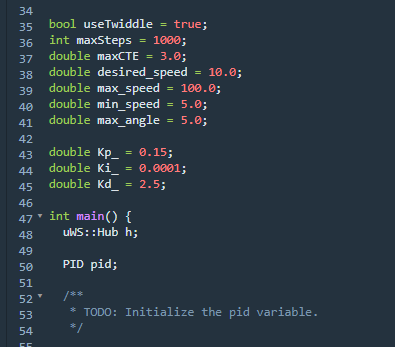 34
35 bool useTwiddle = true;
36 int maxSteps = 1000;
37 double maxCTE = 3.0;
38 double desired_speed = 10.0;
39 double max_speed = 100.0;
40 double min_speed = 5.0;
41 double max_angle = 5.0;
42
43 double Kp_ = 0.15;
44 double Ki_ = 0.0001;
45 double Kd_ = 2.5;
46
47 int main() {
48 uWS::Hub h;
49
50 PID pid;
51
52 /**
53 * TODO: Initialize the pid variable.
54 */
55